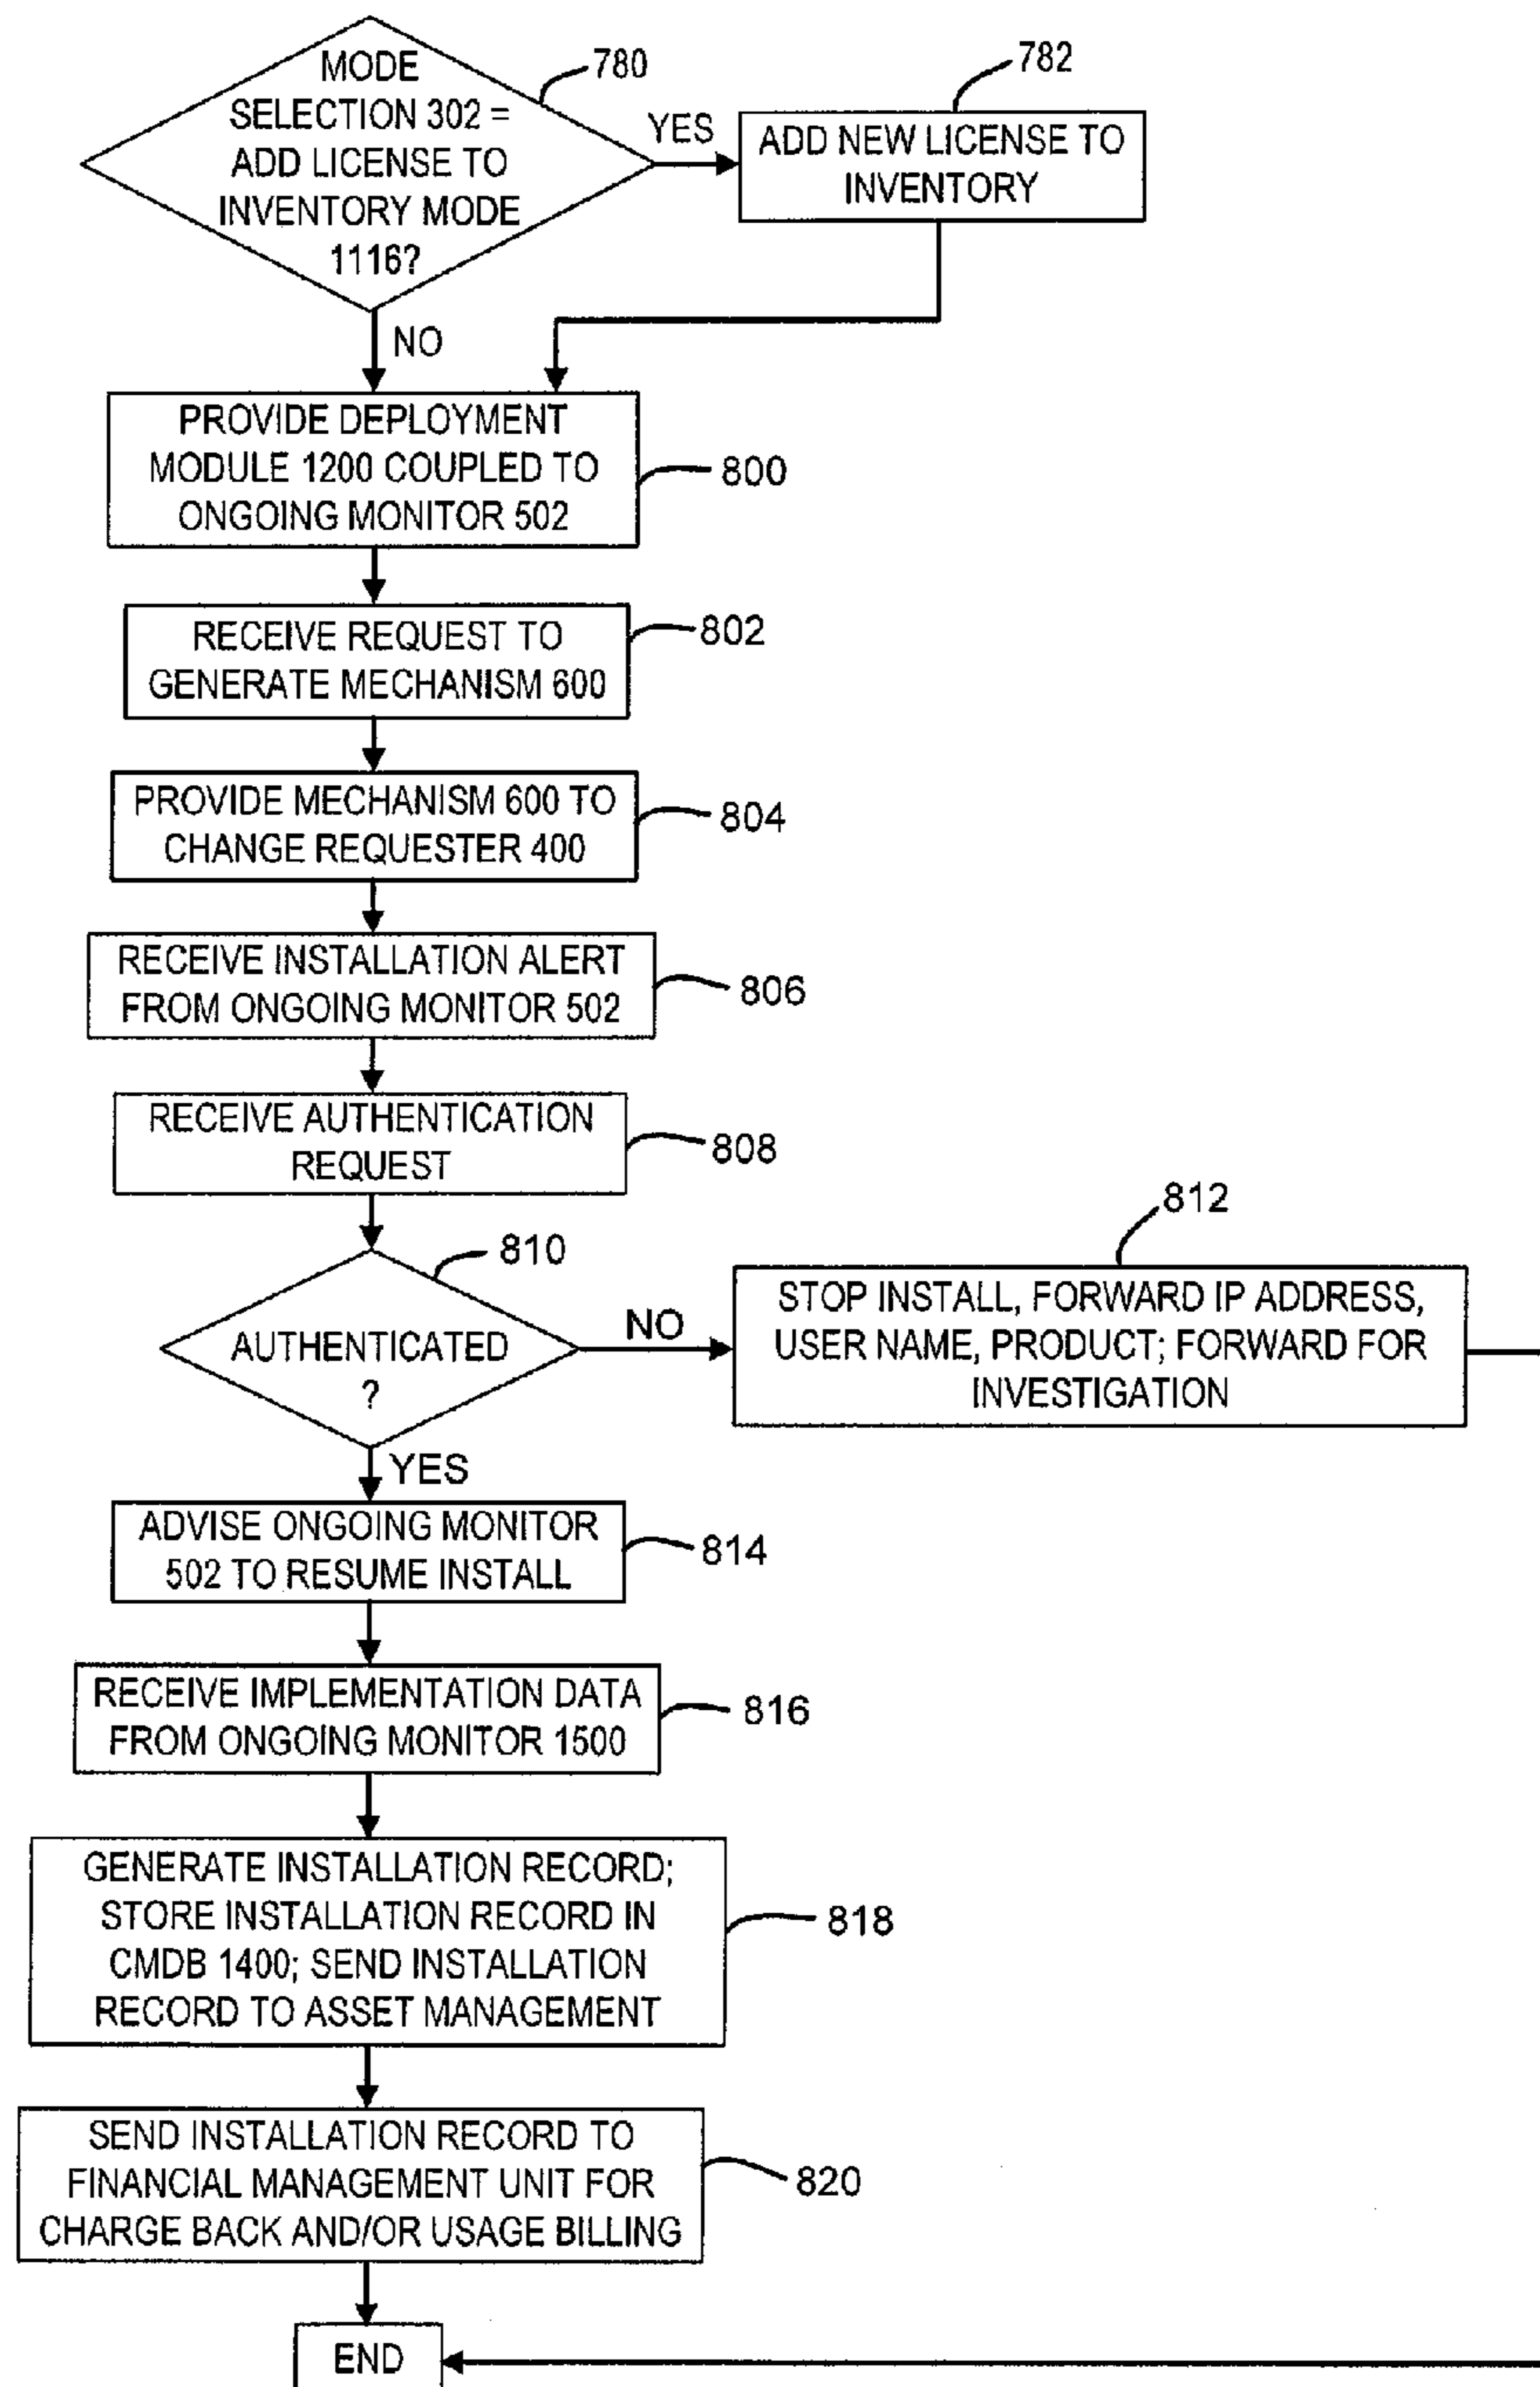 MODE
SELECTION 302 =
ADD LICENSE TO
INVENTORY MODE
1116?
780
YES
782
ADD NEW LICENSE TO
INVENTORY
NO
PROVIDE DEPLOYMENT
MODULE 1200 COUPLED TO
ONGOING MONITOR 502
800
RECEIVE REQUEST TO
GENERATE MECHANISM 600
802
PROVIDE MECHANISM 600 TO
CHANGE REQUESTER 400
804
RECEIVE INSTALLATION ALERT
FROM ONGOING MONITOR 502
806
RECEIVE AUTHENTICATION
REQUEST
808
AUTHENTICATED
?
810
NO
812
STOP INSTALL, FORWARD IP ADDRESS,
USER NAME, PRODUCT; FORWARD FOR
INVESTIGATION
YES
ADVISE ONGOING MONITOR
502 TO RESUME INSTALL
814
RECEIVE IMPLEMENTATION DATA
FROM ONGOING MONITOR 1500
816
GENERATE INSTALLATION RECORD;
STORE INSTALLATION RECORD IN
CMDB 1400; SEND INSTALLATION
RECORD TO ASSET MANAGEMENT
818
SEND INSTALLATION RECORD TO
FINANCIAL MANAGEMENT UNIT FOR
CHARGE BACK AND/OR USAGE BILLING
820
END